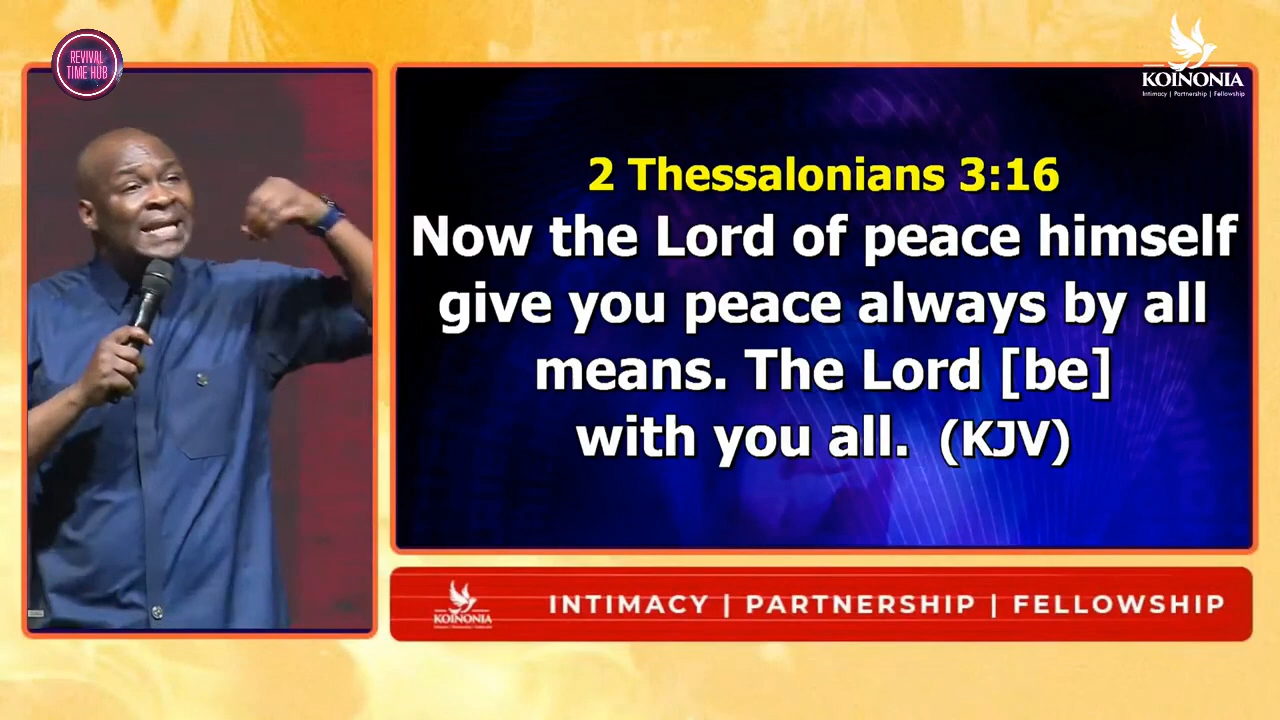 REVIVAL
TIME HUB
KOINONIA
Intimacy | Partnership | Fellowship
2 Thessalonians 3:16
Now the Lord of peace himself
give you peace always by all
means. The Lord [be]
with you all. (KJV)
KOINONIA
INTIMACY | PARTNERSHIP | FELLOWSHIP